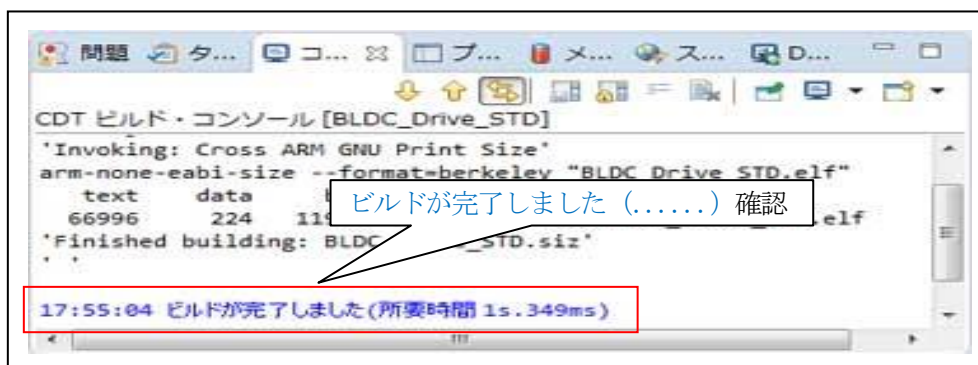 問題 タ... コ... プ... メ... ス... D...
CDT ビルド・コンソール [BLDC_Drive_STD]
'Invoking: Cross ARM GNU Print Size'
arm-none-eabi-size --format=berkeley "BLDC_Drive_STD.elf"
text data
66996 224 .elf
'Finished building: BLDC STD.siz'
' '
ビルドが完了しました（......）確認
17:55:04 ビルドが完了しました(所要時間 1s.349ms)